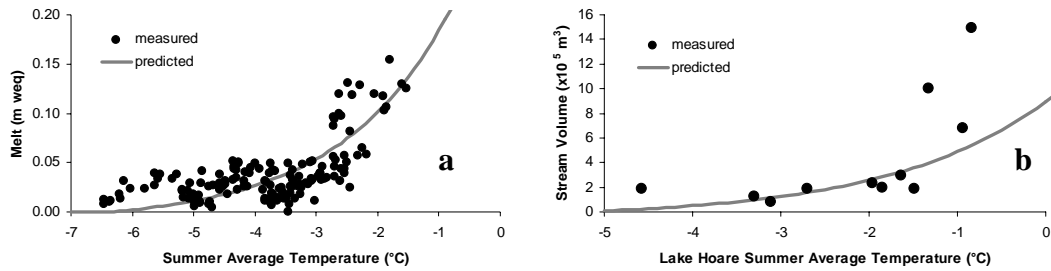 0.20
0.15
0.10
0.05
0.00
Melt (m weq)
measured
predicted
a
-7 -6 -5 -4 -3 -2 -1 0
Summer Average Temperature (°C)
16
14
12
10
8
6
4
2
0
Stream Volume (x10⁵ m³)
measured
predicted
b
-5 -4 -3 -2 -1 0
Lake Hoare Summer Average Temperature (°C)